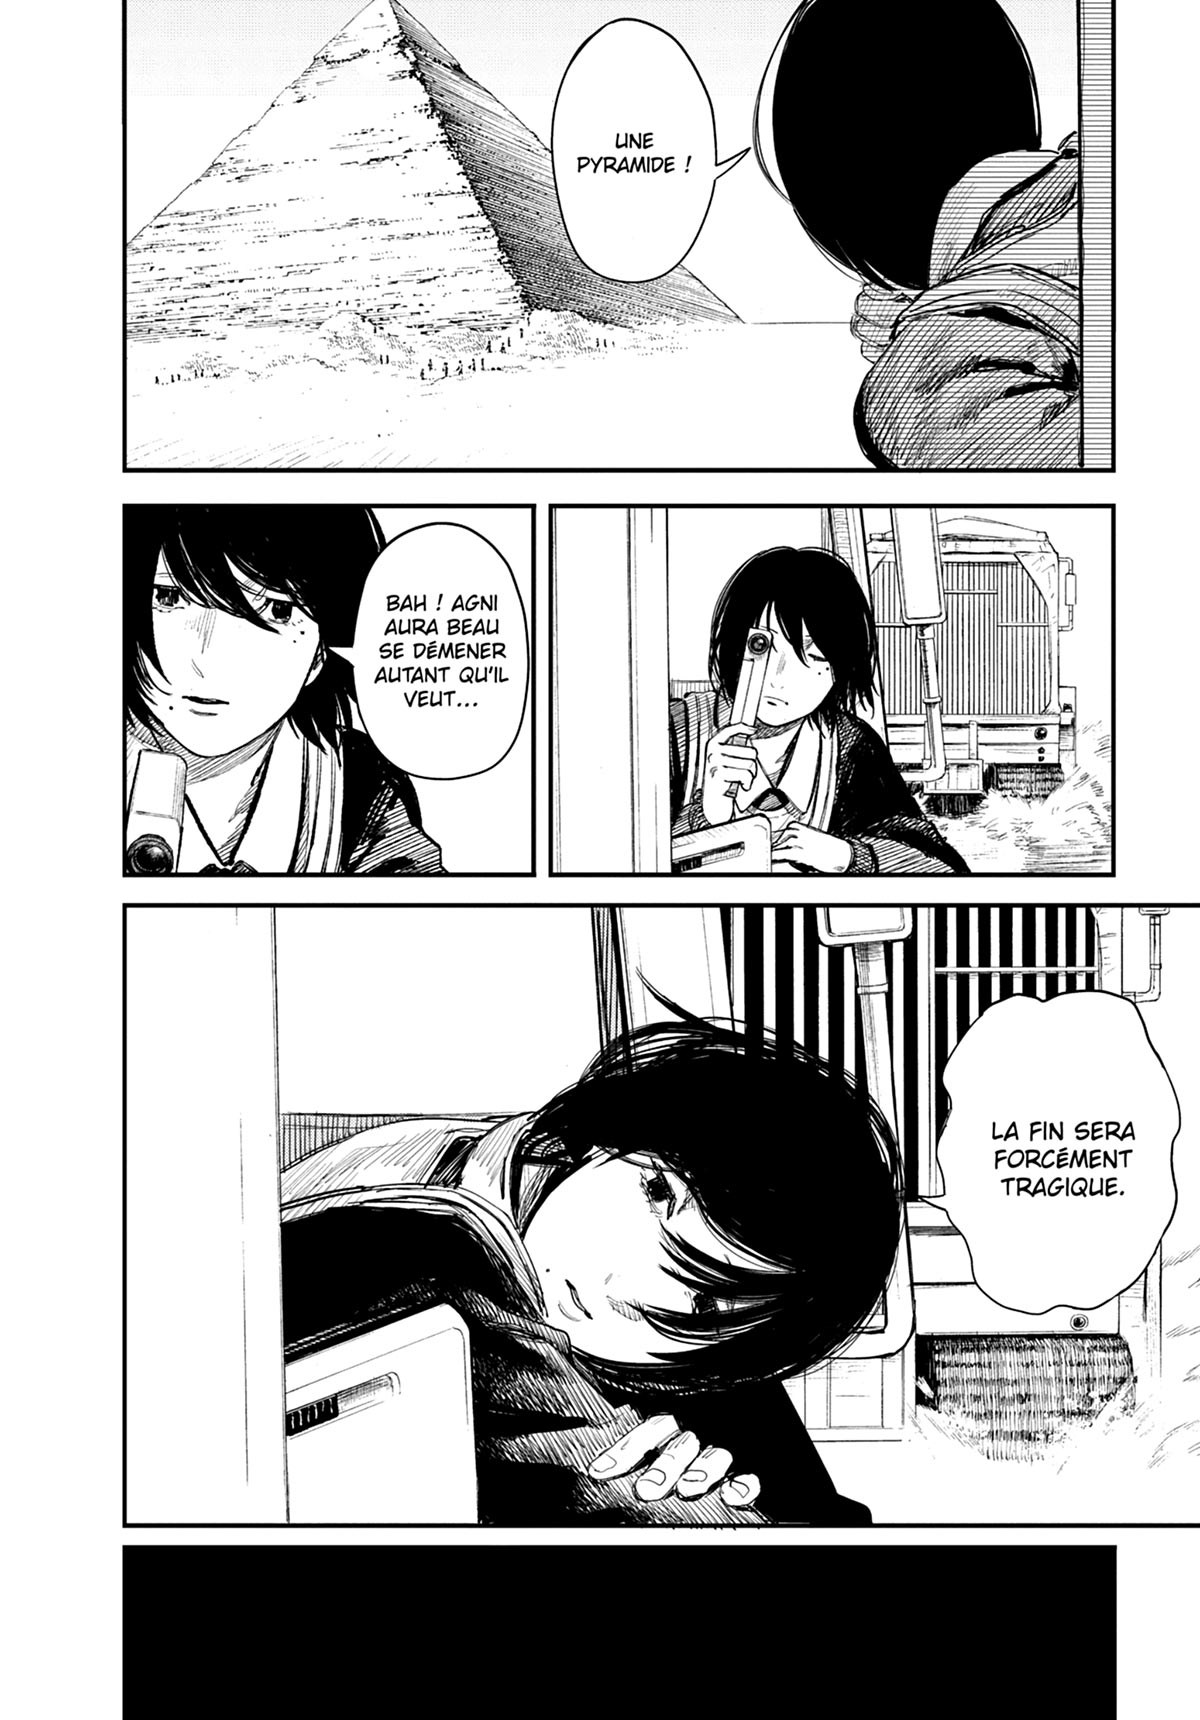 UNE
PYRAMIDE !
BAH ! AGNI
AURA BEAU
SE DÉMENER
AUTANT QU'IL
VEUT...
LA FIN SERA
FORCÉMENT
TRAGIQUE.